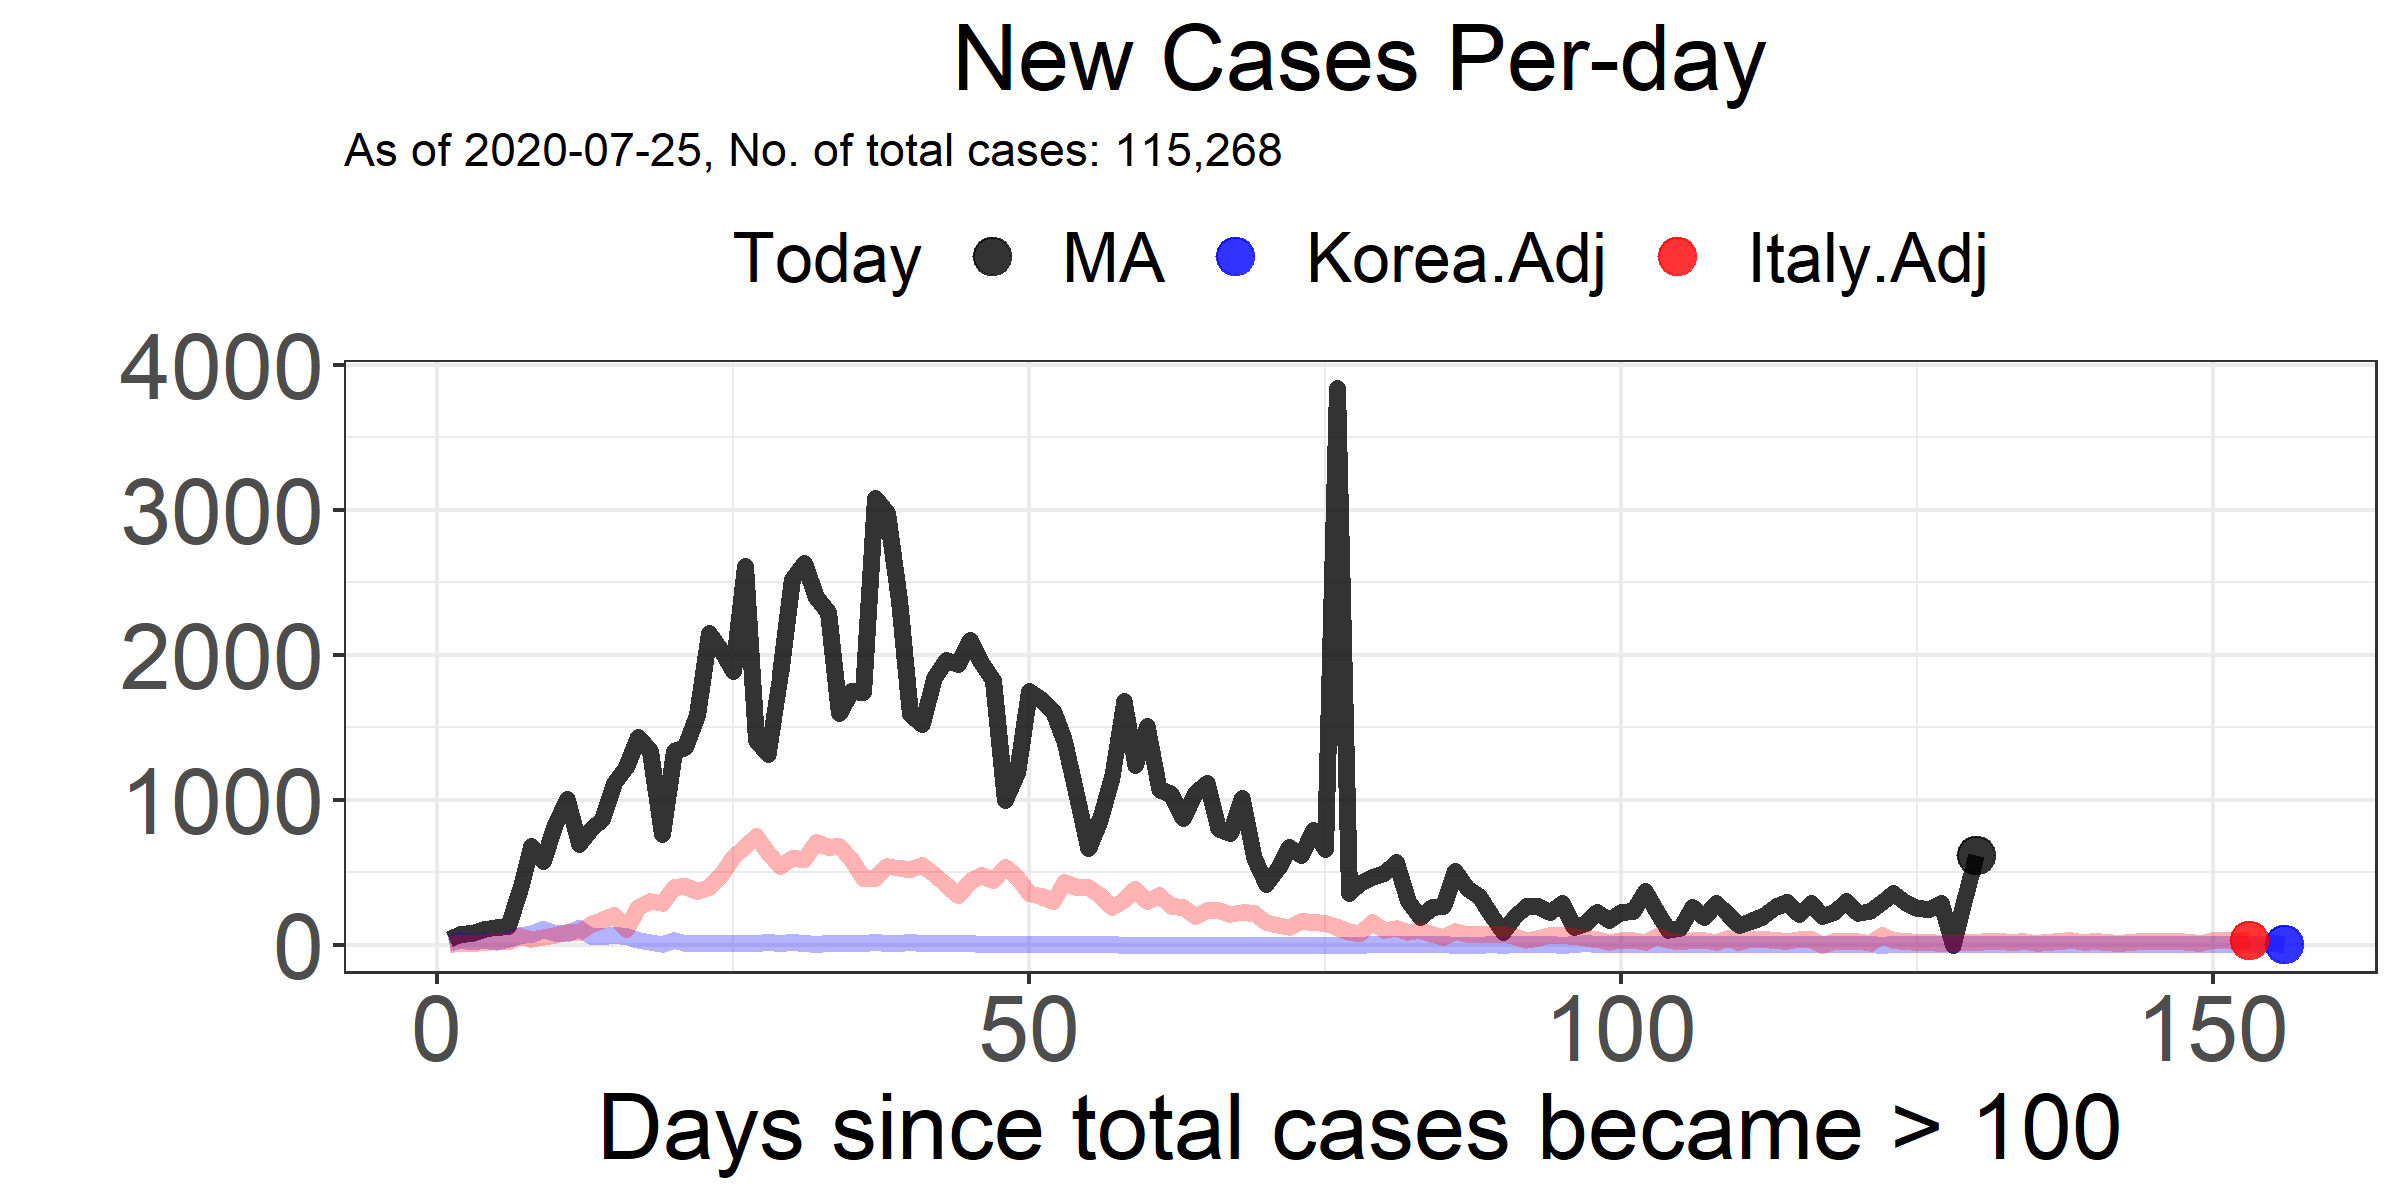 New Cases Per-day
As of 2020-07-25, No. of total cases: 115,268
Today MA Korea.Adj Italy.Adj
4000
3000
2000
1000
0
0 50 100 150
Days since total cases became > 100